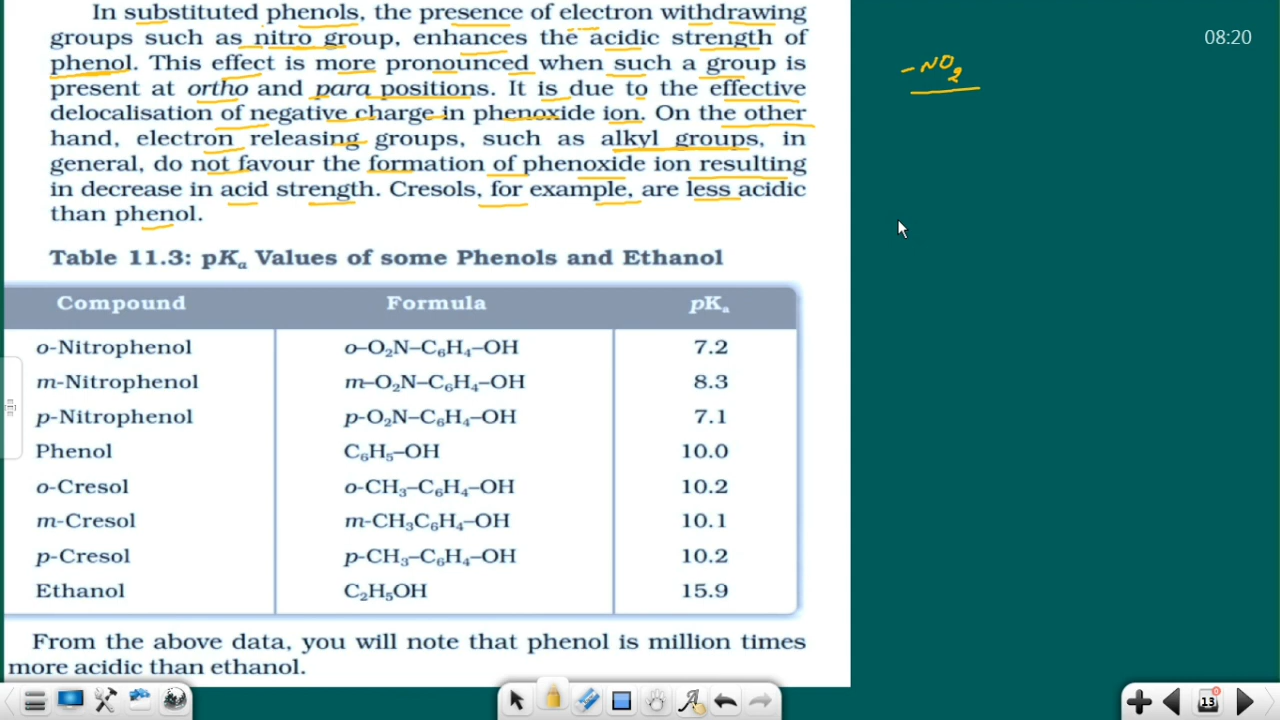 In substituted phenols, the presence of electron withdrawing
groups such as nitro group, enhances the acidic strength of
phenol. This effect is more pronounced when such a group is
present at ortho and para positions. It is due to the effective
delocalisation of negative charge in phenoxide ion. On the other
hand, electron releasing groups, such as alkyl groups, in
general, do not favour the formation of phenoxide ion resulting
in decrease in acid strength. Cresols, for example, are less acidic
than phenol.
Table 11.3: pKₐ Values of some Phenols and Ethanol
Compound Formula pKₐ
o-Nitrophenol o–O₂N–C₆H₄–OH 7.2
m-Nitrophenol m–O₂N–C₆H₄–OH 8.3
p-Nitrophenol p-O₂N–C₆H₄–OH 7.1
Phenol C₆H₅–OH 10.0
o-Cresol o-CH₃–C₆H₄–OH 10.2
m-Cresol m-CH₃C₆H₄–OH 10.1
p-Cresol p-CH₃–C₆H₄–OH 10.2
Ethanol C₂H₅OH 15.9
From the above data, you will note that phenol is million times
more acidic than ethanol.
08:20
–NO₂
13